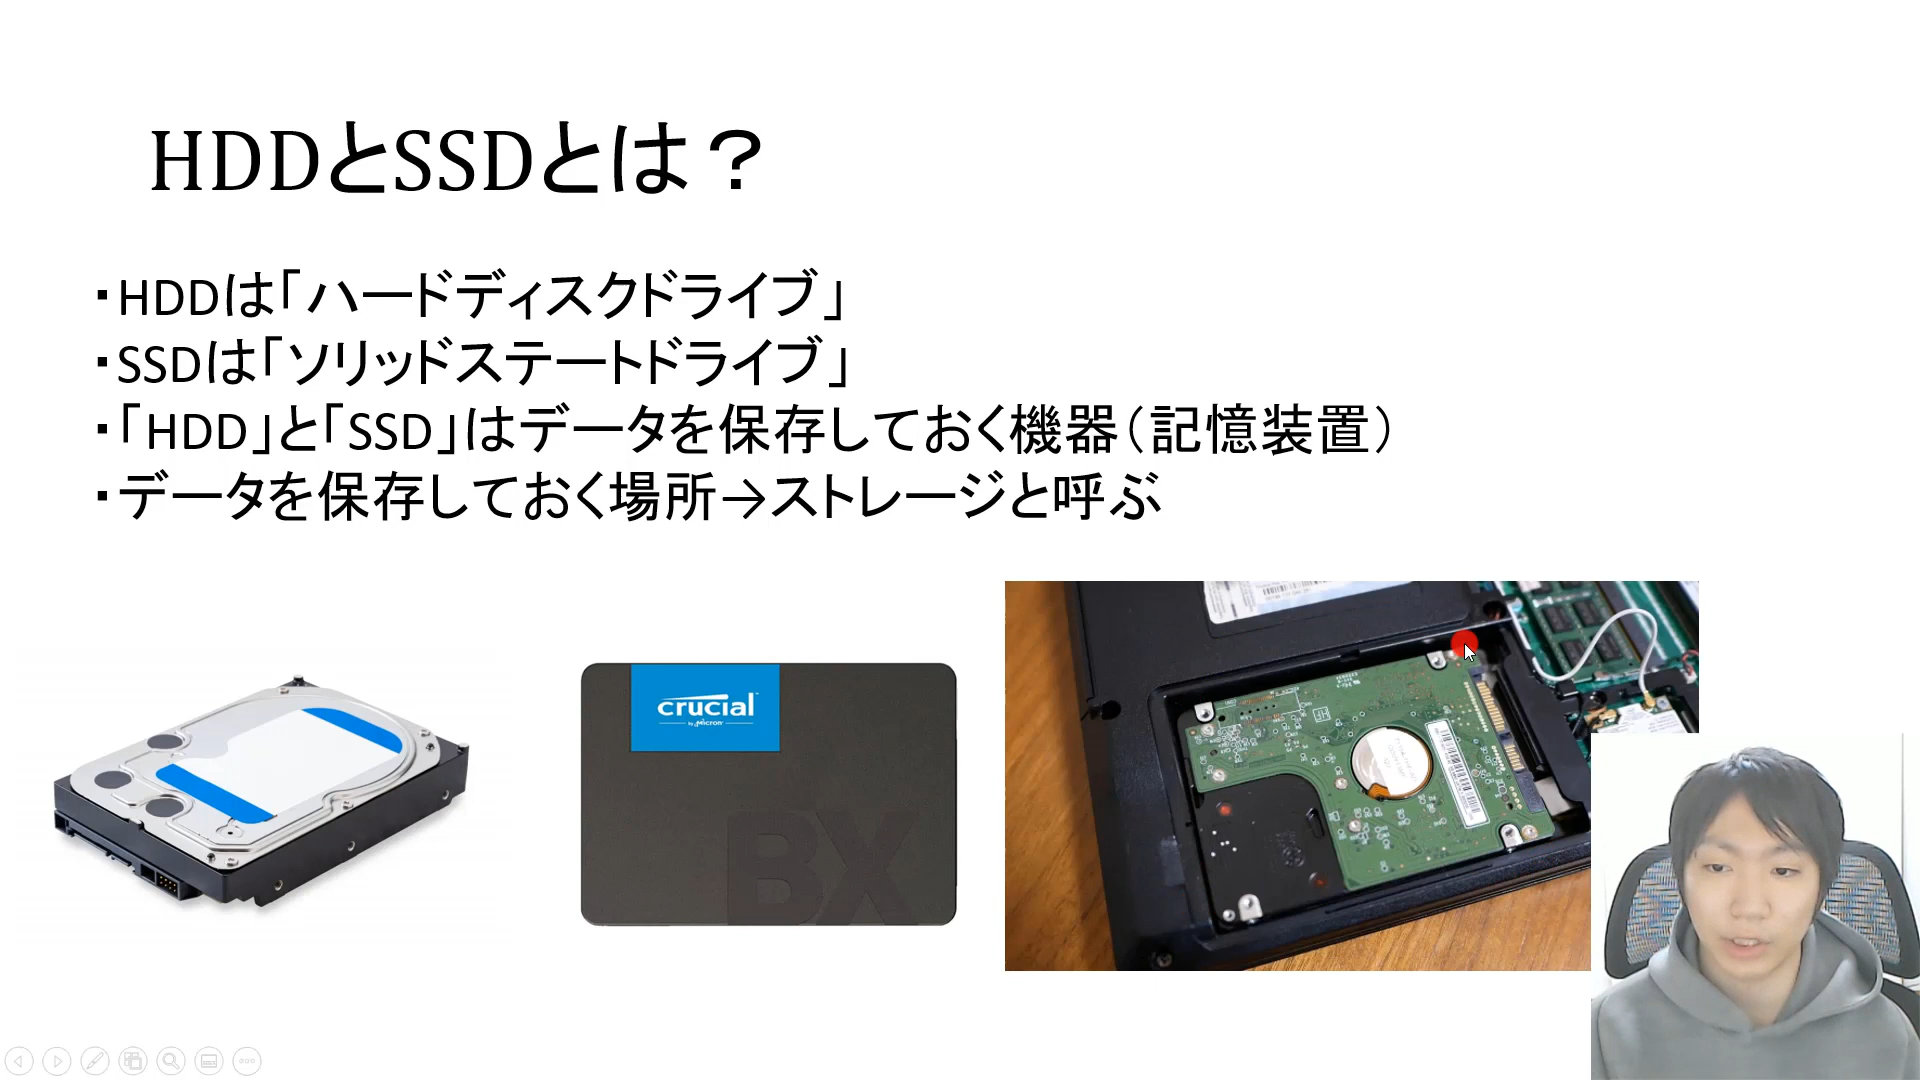 HDDとSSDとは？
・HDDは「ハードディスクドライブ」
・SSDは「ソリッドステートドライブ」
・「HDD」と「SSD」はデータを保存しておく機器（記憶装置）
・データを保存しておく場所→ストレージと呼ぶ
crucial
by Micron
BX